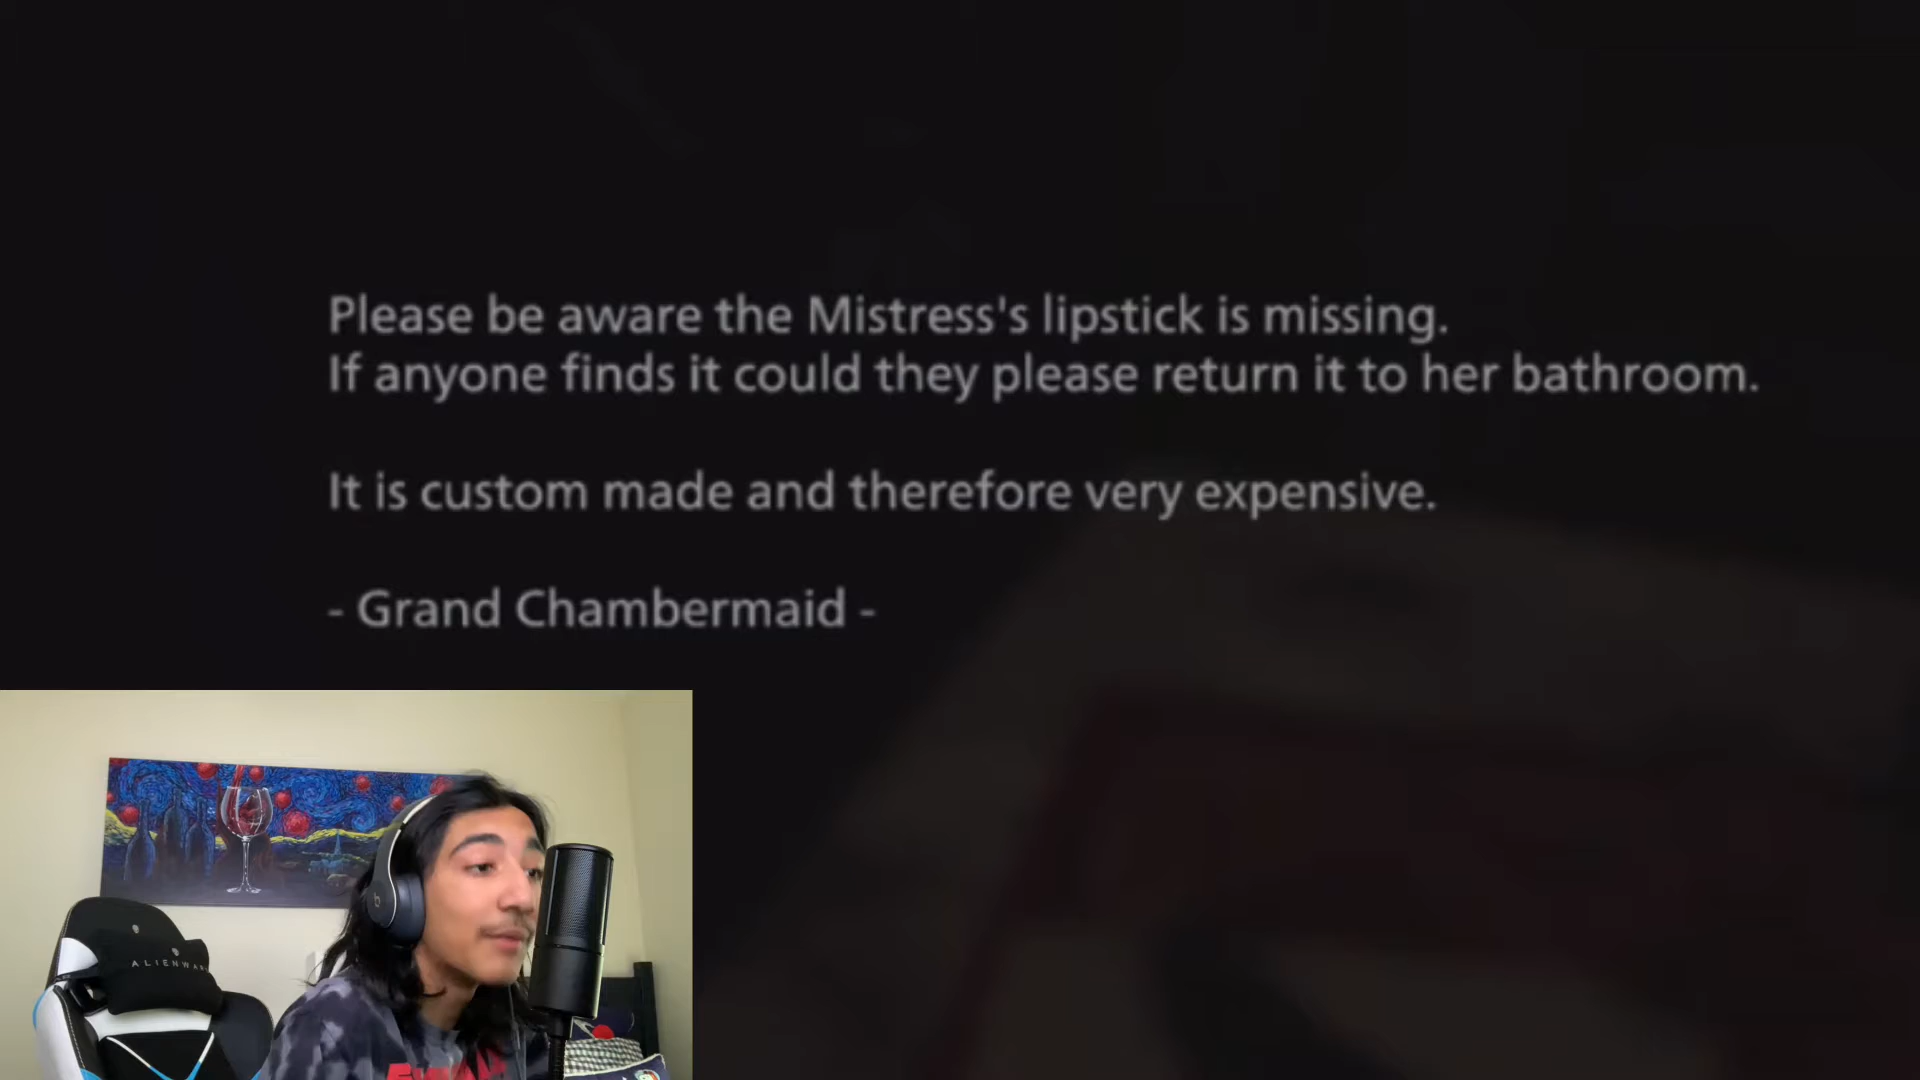 Please be aware the Mistress's lipstick is missing.
If anyone finds it could they please return it to her bathroom.
It is custom made and therefore very expensive.
- Grand Chambermaid -
ALIENWAR